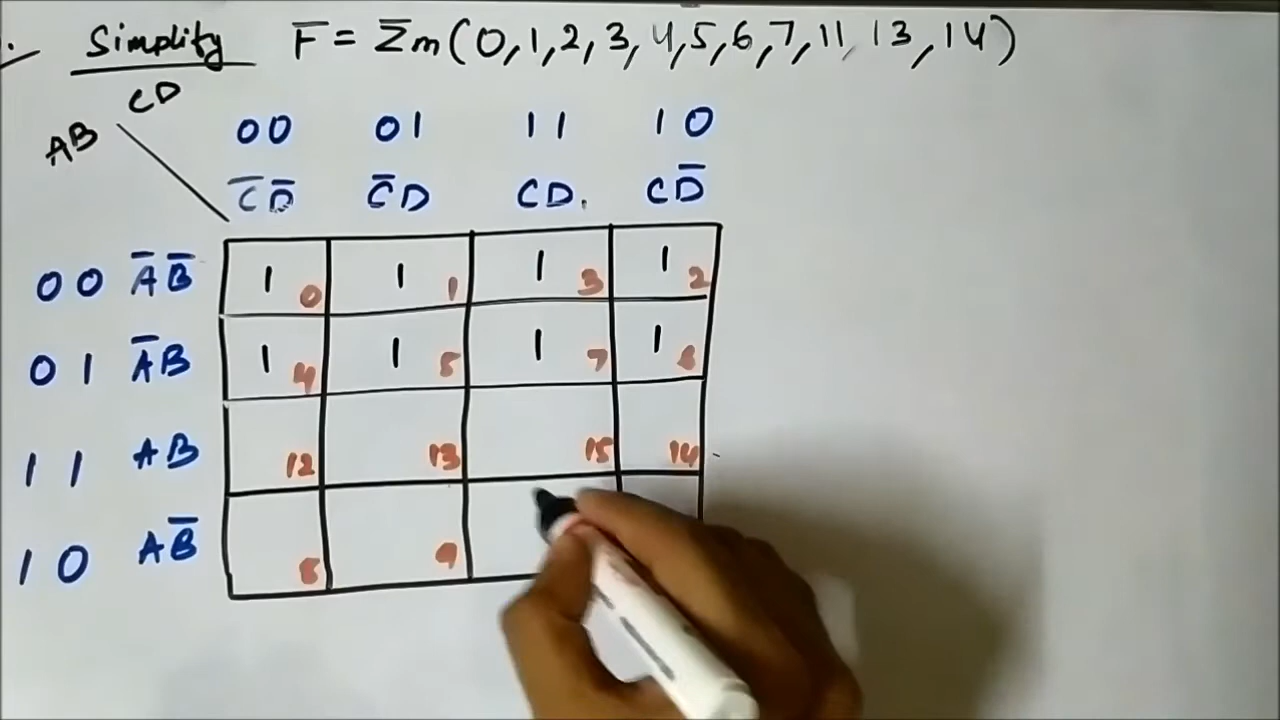 Simplify F = Σm(0,1,2,3,4,5,6,7,11,13,14)
CD
AB
00 01 11 10
C̅D̅ C̅D CD. CD̅
00 A̅B̅ 1 0 1 1 1 3 1 2
01 A̅B 1 4 1 5 1 7 1 6
11 AB 12 13 15 14
10 AB̅ 8 9